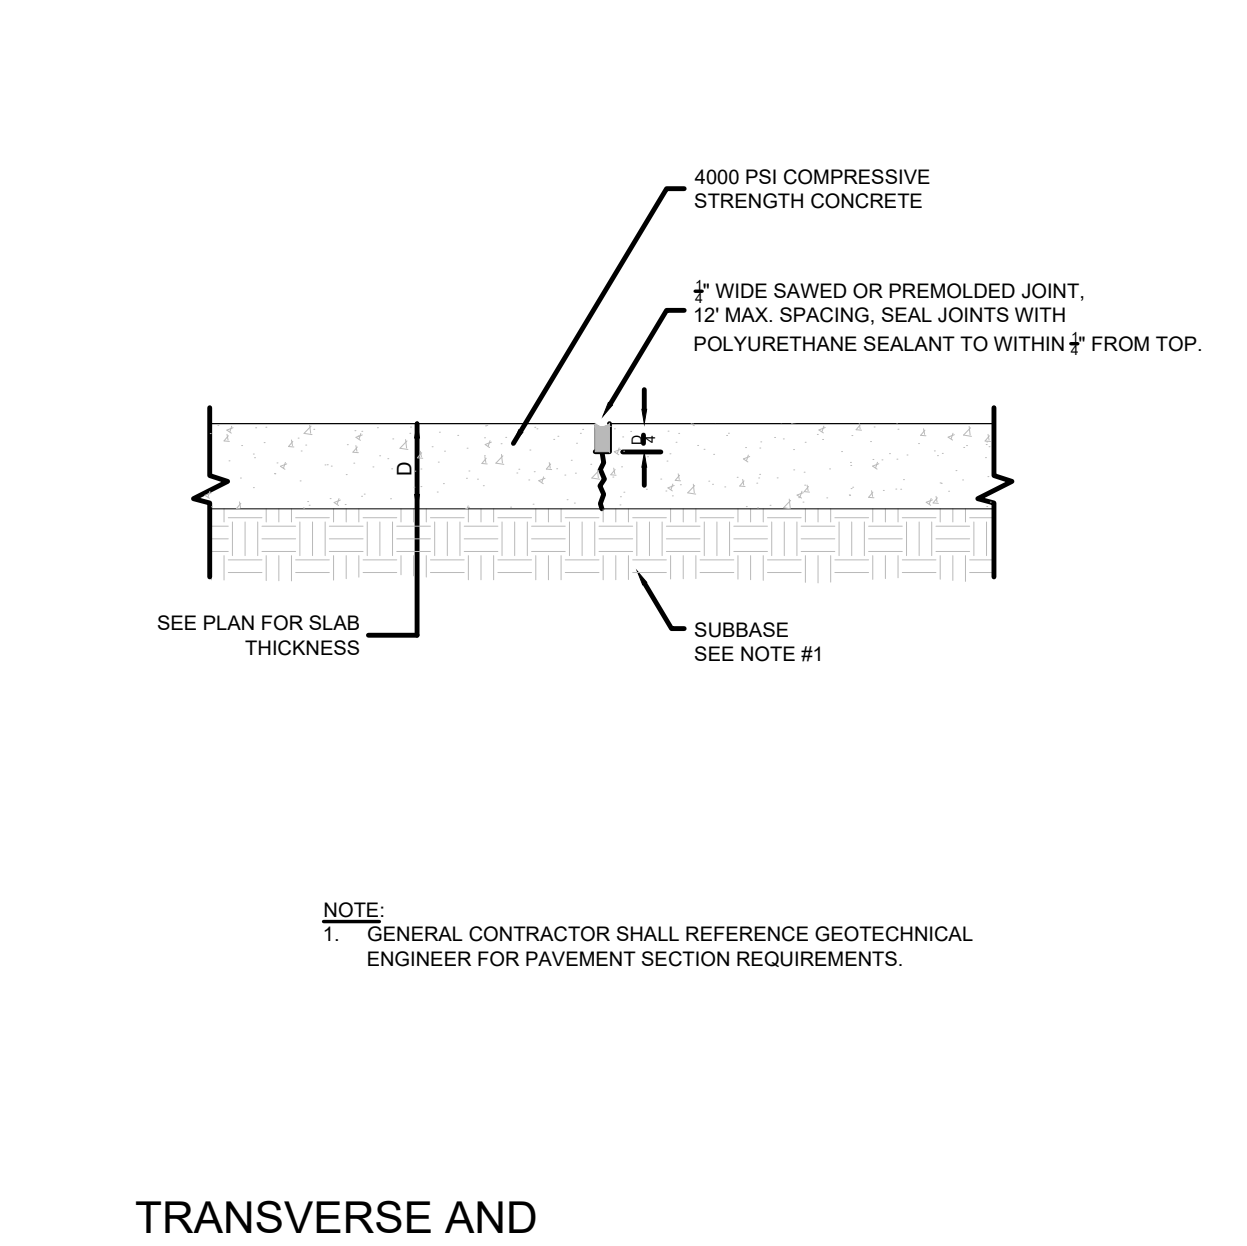 4000 PSI COMPRESSIVE
STRENGTH CONCRETE
1/4" WIDE SAWED OR PREMOLDED JOINT,
12' MAX. SPACING, SEAL JOINTS WITH
POLYURETHANE SEALANT TO WITHIN 1/4" FROM TOP.
D/4
D
SEE PLAN FOR SLAB
THICKNESS
SUBBASE
SEE NOTE #1
NOTE:
1. GENERAL CONTRACTOR SHALL REFERENCE GEOTECHNICAL
ENGINEER FOR PAVEMENT SECTION REQUIREMENTS.
TRANSVERSE AND